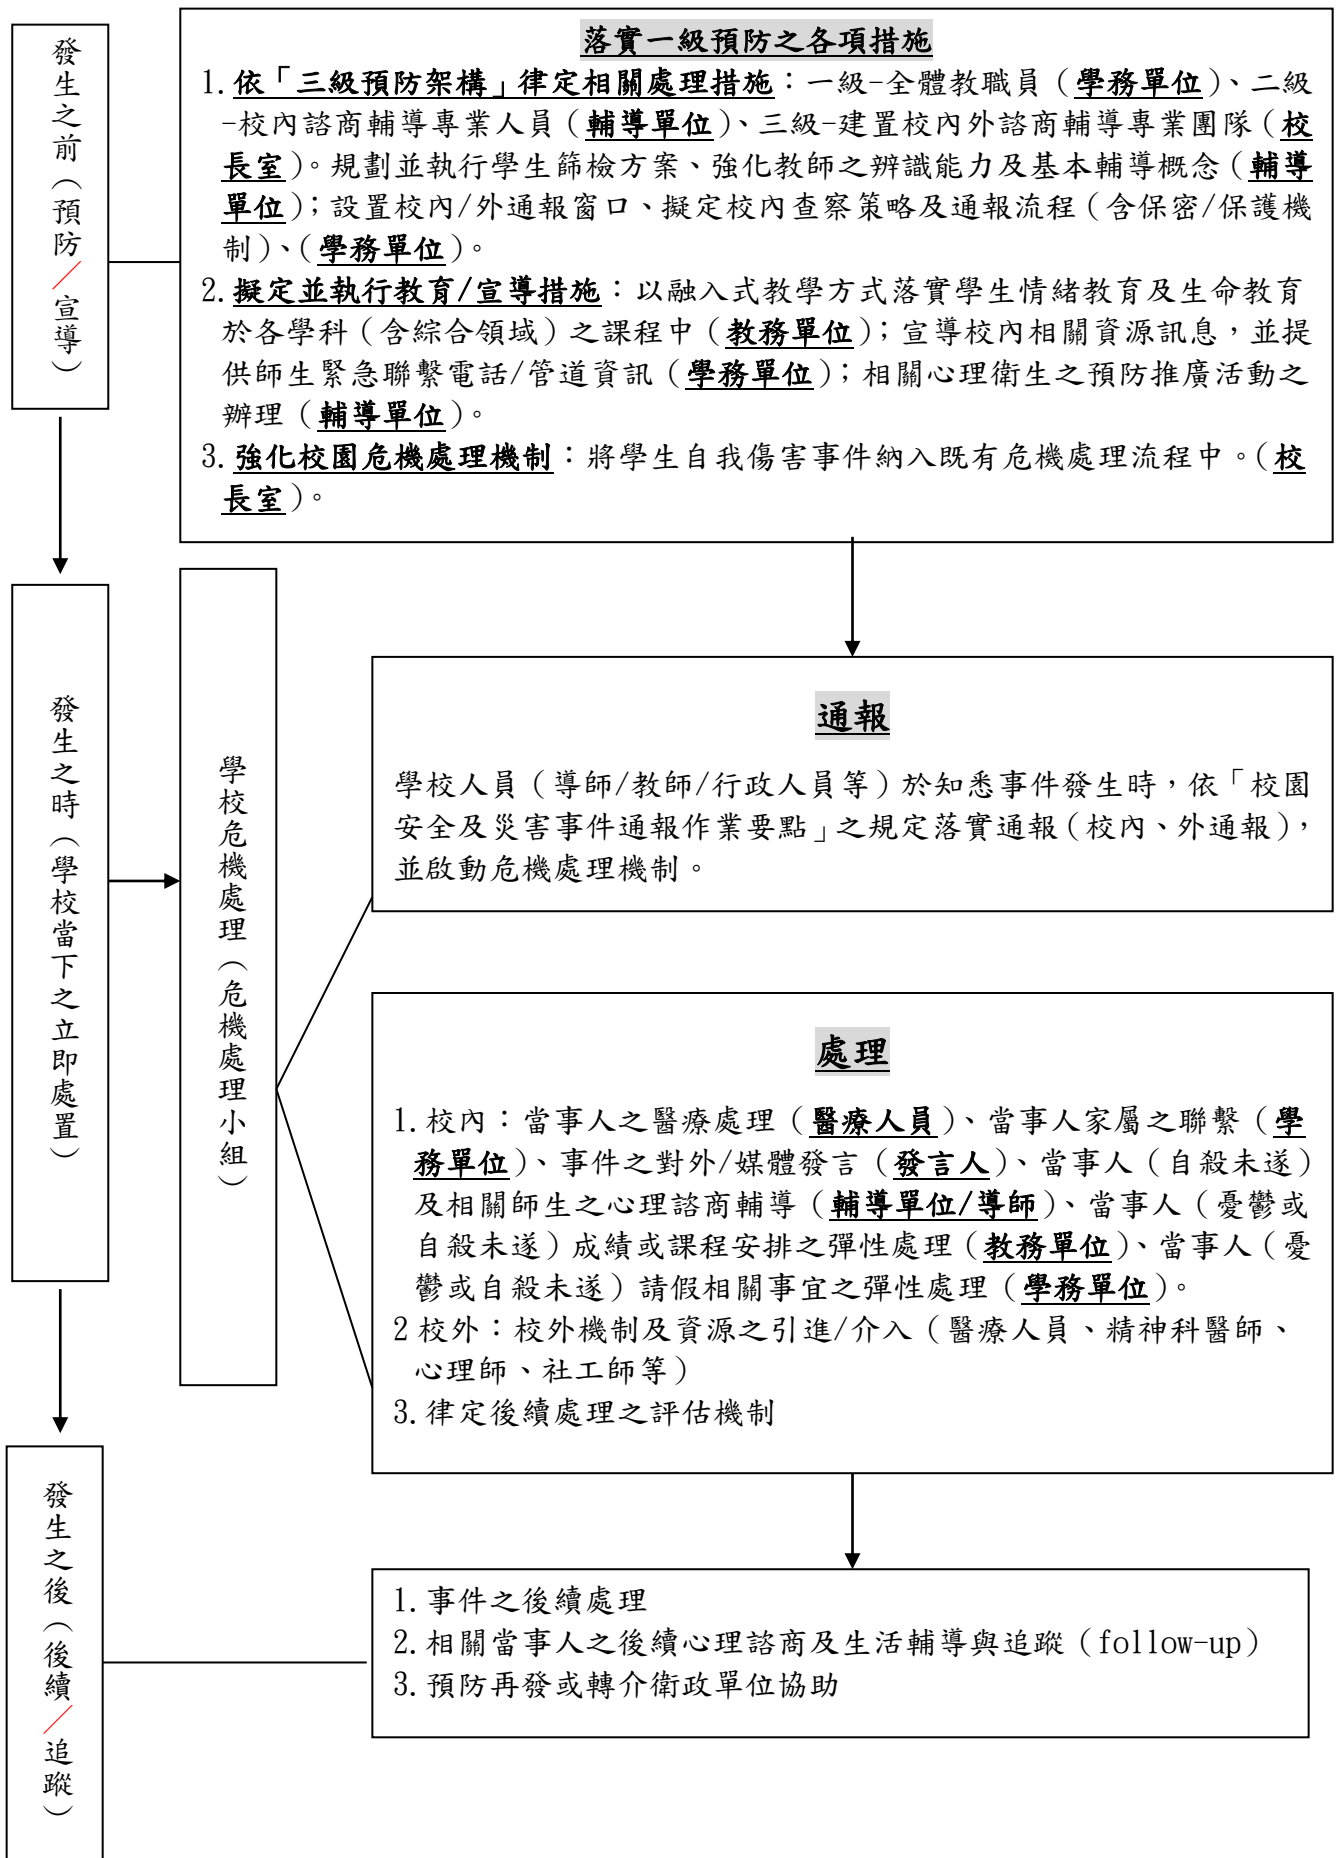 發生之前（預防／宣導）
落實一級預防之各項措施
1.依「三級預防架構」律定相關處理措施：一級-全體教職員（學務單位）、二級
-校內諮商輔導專業人員（輔導單位）、三級-建置校內外諮商輔導專業團隊（校
長室）。規劃並執行學生篩檢方案、強化教師之辨識能力及基本輔導概念（輔導
單位）；設置校內/外通報窗口、擬定校內查察策略及通報流程（含保密/保護機
制）、（學務單位）。
2.擬定並執行教育/宣導措施：以融入式教學方式落實學生情緒教育及生命教育
於各學科（含綜合領域）之課程中（教務單位）；宣導校內相關資源訊息，並提
供師生緊急聯繫電話/管道資訊（學務單位）；相關心理衛生之預防推廣活動之
辦理（輔導單位）。
3.強化校園危機處理機制：將學生自我傷害事件納入既有危機處理流程中。（校
長室）。
發生之時（學校當下之立即處置）
學校危機處理（危機處理小組）
通報
學校人員（導師/教師/行政人員等）於知悉事件發生時，依「校園
安全及災害事件通報作業要點」之規定落實通報（校內、外通報），
並啟動危機處理機制。
處理
1.校內：當事人之醫療處理（醫療人員）、當事人家屬之聯繫（學
務單位）、事件之對外/媒體發言（發言人）、當事人（自殺未遂）
及相關師生之心理諮商輔導（輔導單位/導師）、當事人（憂鬱或
自殺未遂）成績或課程安排之彈性處理（教務單位）、當事人（憂
鬱或自殺未遂）請假相關事宜之彈性處理（學務單位）。
2 校外：校外機制及資源之引進/介入（醫療人員、精神科醫師、
心理師、社工師等）
3.律定後續處理之評估機制
發生之後（後續／追蹤）
1.事件之後續處理
2.相關當事人之後續心理諮商及生活輔導與追蹤（follow-up）
3.預防再發或轉介衛政單位協助